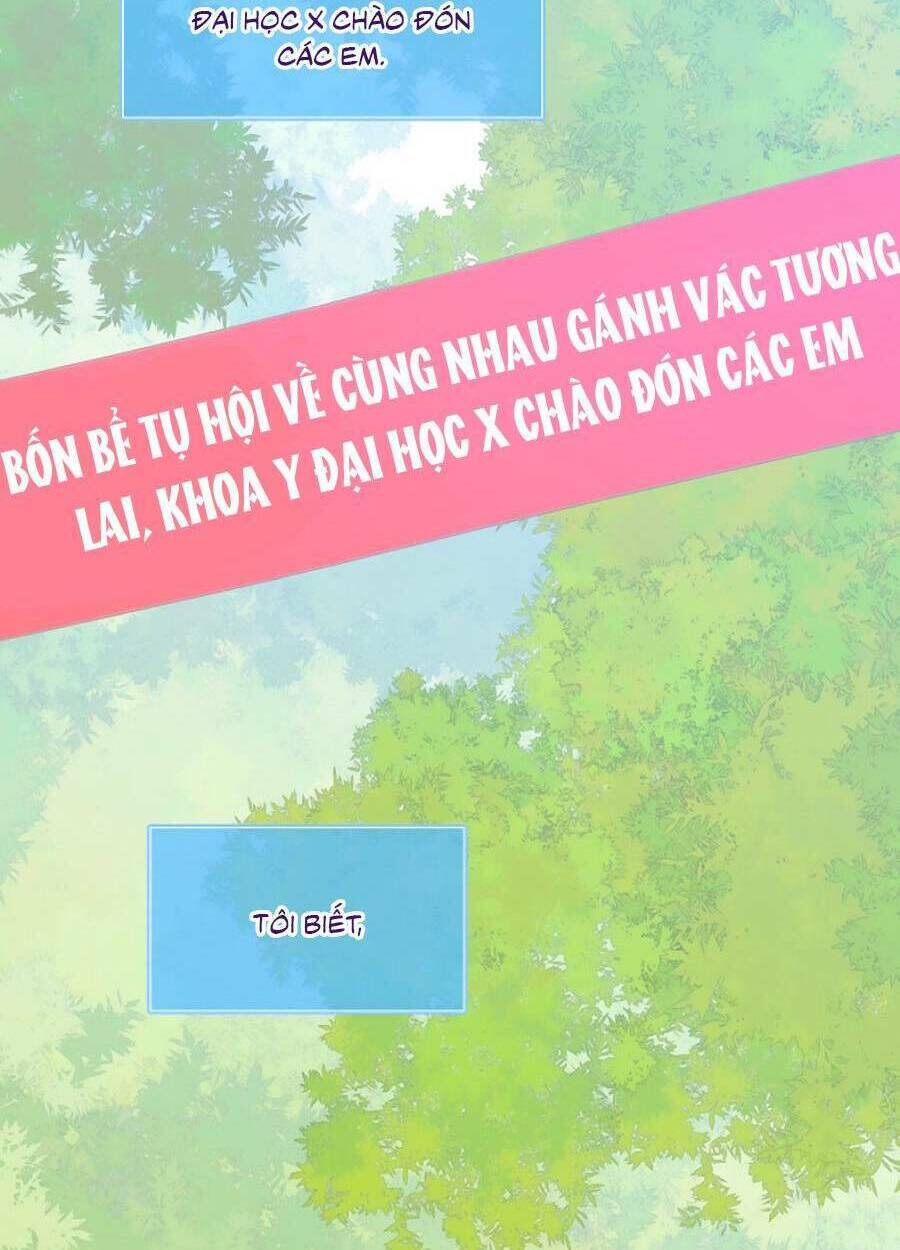 ĐẠI HỌC X CHÀO ĐÓN
CÁC EM.
BỐN BỂ TỤ HỘI VỀ CÙNG NHAU GÁNH VÁC TƯƠNG
LAI, KHOA Y ĐẠI HỌC X CHÀO ĐÓN CÁC EM
TÔI BIẾT,